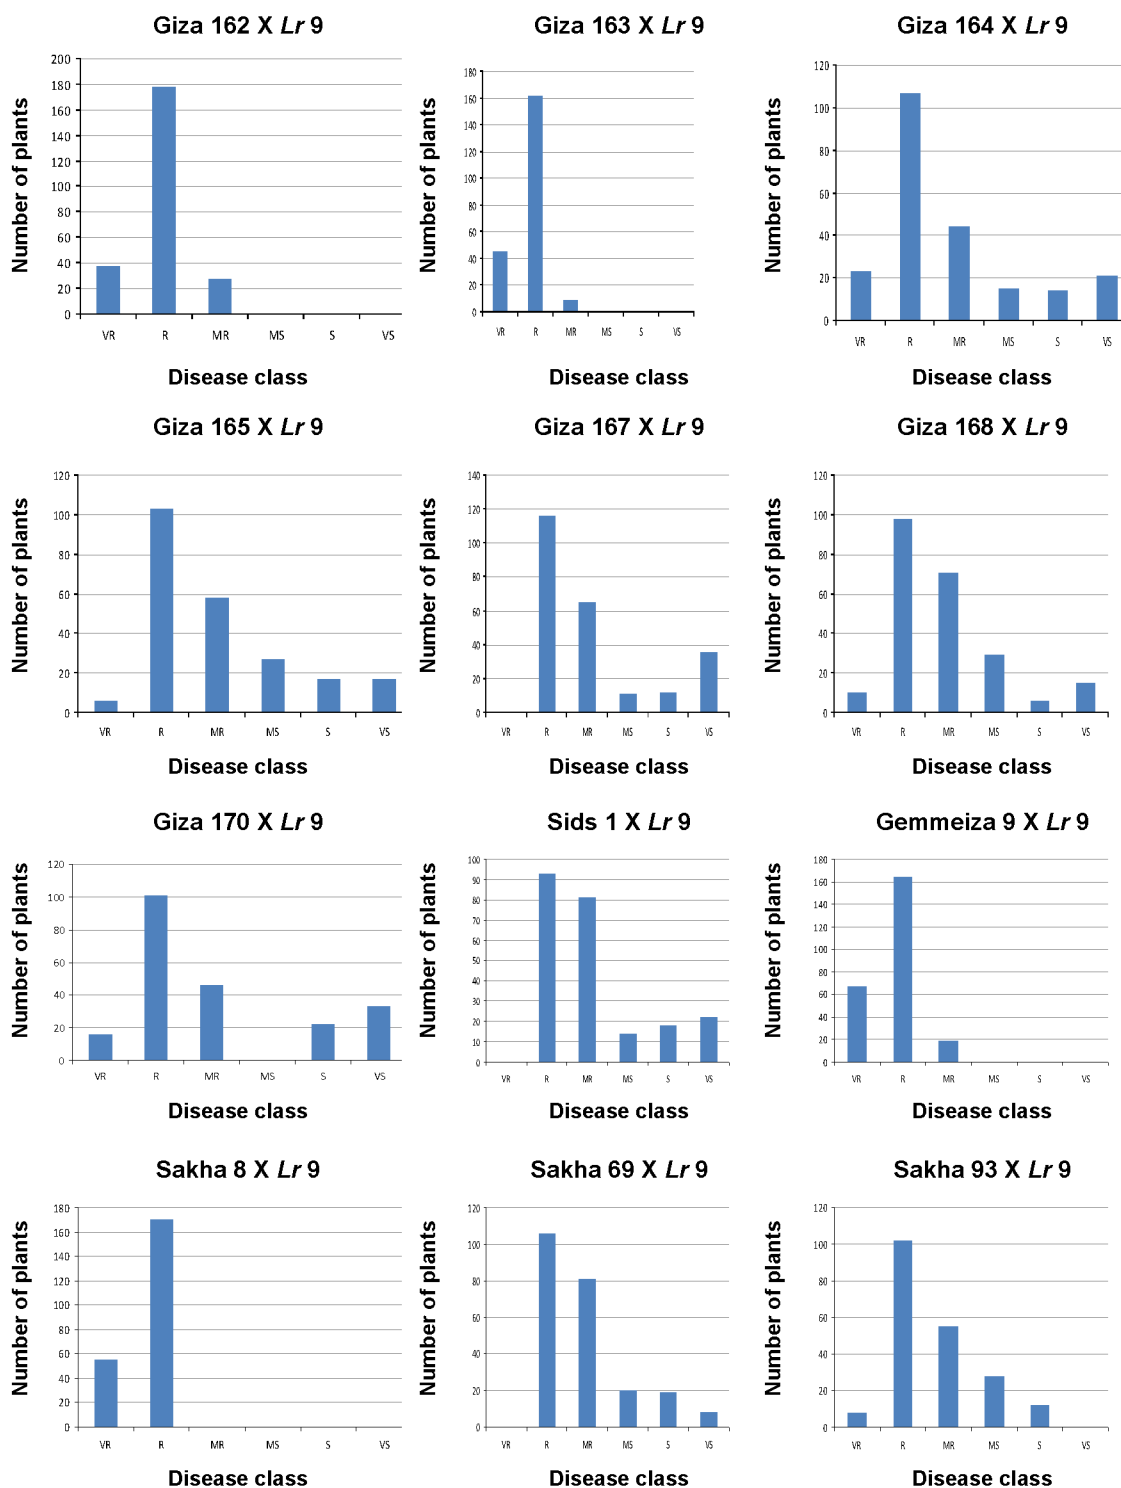 Giza 162 X Lr 9
Number of plants
200
180
160
140
120
100
80
60
40
20
0
VR R MR MS S VS
Disease class
Giza 163 X Lr 9
Number of plants
180
160
140
120
100
80
60
40
20
0
VR R MR MS S VS
Disease class
Giza 164 X Lr 9
Number of plants
120
100
80
60
40
20
0
VR R MR MS S VS
Disease class
Giza 165 X Lr 9
Number of plants
120
100
80
60
40
20
0
VR R MR MS S VS
Disease class
Giza 167 X Lr 9
Number of plants
140
120
100
80
60
40
20
0
VR R MR MS S VS
Disease class
Giza 168 X Lr 9
Number of plants
120
100
80
60
40
20
0
VR R MR MS S VS
Disease class
Giza 170 X Lr 9
Number of plants
120
100
80
60
40
20
0
VR R MR MS S VS
Disease class
Sids 1 X Lr 9
Number of plants
100
90
80
70
60
50
40
30
20
10
0
VR R MR MS S VS
Disease class
Gemmeiza 9 X Lr 9
Number of plants
180
160
140
120
100
80
60
40
20
0
VR R MR MS S VS
Disease class
Sakha 8 X Lr 9
Number of plants
180
160
140
120
100
80
60
40
20
0
VR R MR MS S VS
Disease class
Sakha 69 X Lr 9
Number of plants
120
100
80
60
40
20
0
VR R MR MS S VS
Disease class
Sakha 93 X Lr 9
Number of plants
120
100
80
60
40
20
0
VR R MR MS S VS
Disease class